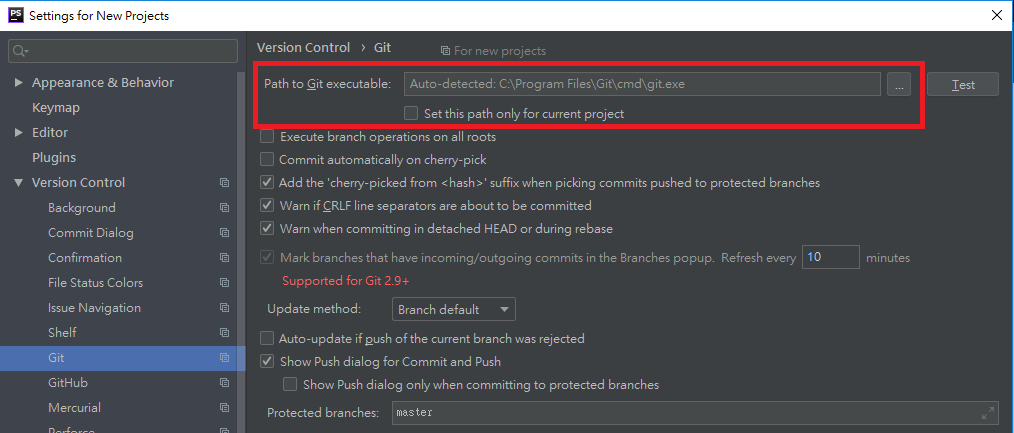 PS Settings for New Projects
Version Control › Git For new projects
Appearance & Behavior
Keymap
Editor
Plugins
Version Control
Background
Commit Dialog
Confirmation
File Status Colors
Issue Navigation
Shelf
Git
GitHub
Mercurial
Perforce
Path to Git executable: Auto-detected: C:\Program Files\Git\cmd\git.exe ... Test
Set this path only for current project
Execute branch operations on all roots
Commit automatically on cherry-pick
Add the 'cherry-picked from <hash>' suffix when picking commits pushed to protected branches
Warn if CRLF line separators are about to be committed
Warn when committing in detached HEAD or during rebase
Mark branches that have incoming/outgoing commits in the Branches popup. Refresh every 10 minutes
Supported for Git 2.9+
Update method: Branch default
Auto-update if push of the current branch was rejected
Show Push dialog for Commit and Push
Show Push dialog only when committing to protected branches
Protected branches: master